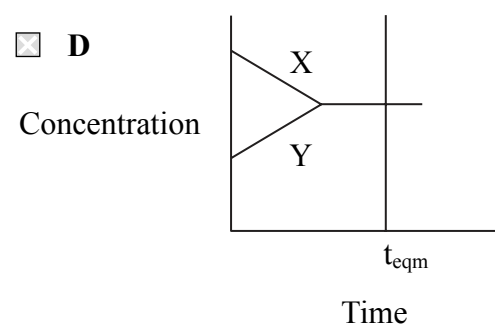 D
X
Concentration
Y
t_eqm
Time